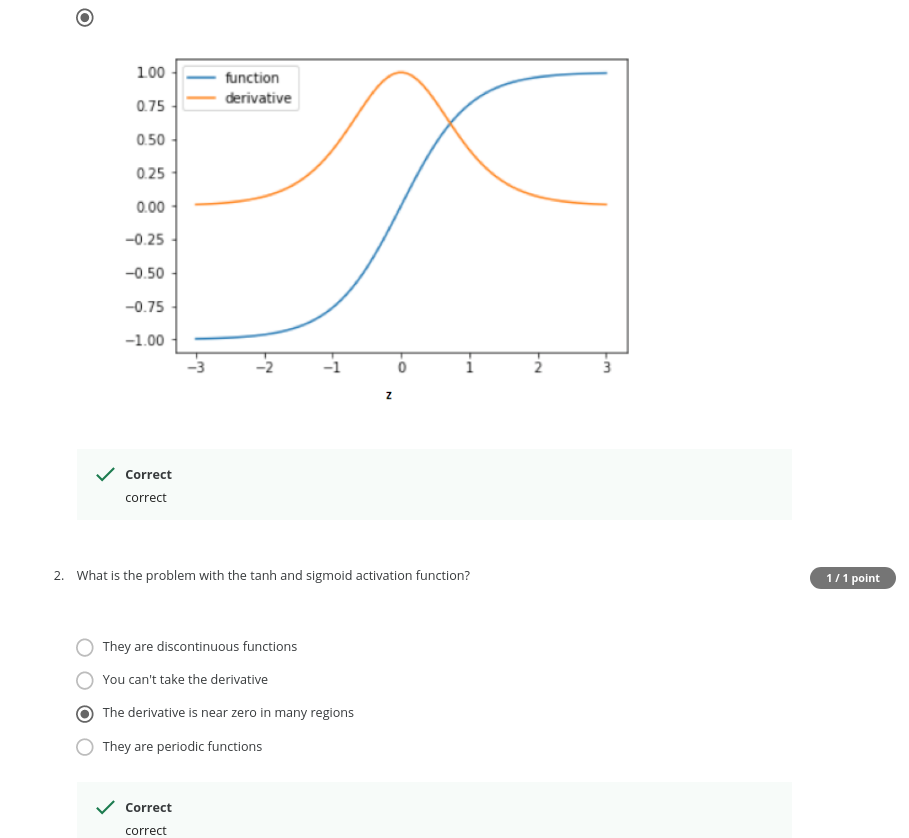 1.00
0.75
0.50
0.25
0.00
−0.25
−0.50
−0.75
−1.00
function
derivative
−3 −2 −1 0 1 2 3
z
Correct
correct
2. What is the problem with the tanh and sigmoid activation function?
1 / 1 point
They are discontinuous functions
You can't take the derivative
The derivative is near zero in many regions
They are periodic functions
Correct
correct